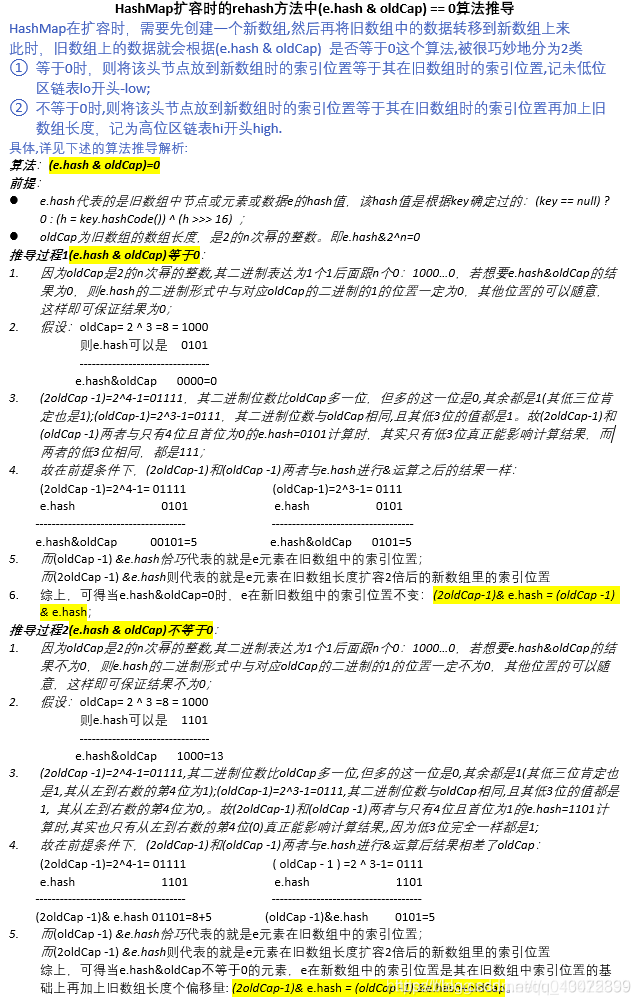 HashMap扩容时的rehash方法中(e.hash & oldCap) == 0算法推导
HashMap在扩容时，需要先创建一个新数组,然后再将旧数组中的数据转移到新数组上来
此时，旧数组上的数据就会根据(e.hash & oldCap) 是否等于0这个算法,被很巧妙地分为2类
① 等于0时，则将该头节点放到新数组时的索引位置等于其在旧数组时的索引位置,记未低位
区链表lo开头-low;
② 不等于0时,则将该头节点放到新数组时的索引位置等于其在旧数组时的索引位置再加上旧
数组长度，记为高位区链表hi开头high.
具体,详见下述的算法推导解析:
算法：(e.hash & oldCap)=0
前提：
● e.hash代表的是旧数组中节点或元素或数据e的hash值，该hash值是根据key确定过的：(key == null) ?
0 : (h = key.hashCode()) ^ (h >>> 16) ；
● oldCap为旧数组的数组长度，是2的n次幂的整数。即e.hash&2^n=0
推导过程1(e.hash & oldCap)等于0：
1. 因为oldCap是2的n次幂的整数,其二进制表达为1个1后面跟n个0：1000…0，若想要e.hash&oldCap的结
果为0，则e.hash的二进制形式中与对应oldCap的二进制的1的位置一定为0，其他位置的可以随意，
这样即可保证结果为0；
2. 假设：oldCap= 2 ^ 3 =8 = 1000
则e.hash可以是 0101
--------------------------------
e.hash&oldCap 0000=0
3. (2oldCap -1)=2^4-1=01111，其二进制位数比oldCap多一位，但多的这一位是0,其余都是1(其低三位肯
定也是1);(oldCap-1)=2^3-1=0111，其二进制位数与oldCap相同,且其低3位的值都是1。故(2oldCap-1)和
(oldCap -1)两者与只有4位且首位为0的e.hash=0101计算时，其实只有低3位真正能影响计算结果，而
两者的低3位相同，都是111；
4. 故在前提条件下，(2oldCap-1)和(oldCap -1)两者与e.hash进行&运算之后的结果一样：
(2oldCap -1)=2^4-1= 01111 (oldCap-1)=2^3-1= 0111
e.hash 0101 e.hash 0101
------------------------------------- -----------------------------------
e.hash&oldCap 00101=5 e.hash&oldCap 0101=5
5. 而(oldCap -1) &e.hash恰巧代表的就是e元素在旧数组中的索引位置；
而(2oldCap -1) &e.hash则代表的就是e元素在旧数组长度扩容2倍后的新数组里的索引位置
6. 综上，可得当e.hash&oldCap=0时，e在新旧数组中的索引位置不变：(2oldCap-1)& e.hash = (oldCap -1)
& e.hash；
推导过程2(e.hash & oldCap)不等于0：
1. 因为oldCap是2的n次幂的整数,其二进制表达为1个1后面跟n个0：1000…0，若想要e.hash&oldCap的结
果不为0，则e.hash的二进制形式中与对应oldCap的二进制的1的位置一定不为0，其他位置的可以随
意，这样即可保证结果不为0；
2. 假设：oldCap= 2 ^ 3 =8 = 1000
则e.hash可以是 1101
--------------------------------
e.hash&oldCap 1000=13
3. (2oldCap -1)=2^4-1=01111,其二进制位数比oldCap多一位,但多的这一位是0,其余都是1(其低三位肯定也
是1,其从左到右数的第4位为1);(oldCap-1)=2^3-1=0111,其二进制位数与oldCap相同,且其低3位的值都是
1，其从左到右数的第4位为0,。故(2oldCap-1)和(oldCap -1)两者与只有4位且首位为1的e.hash=1101计
算时,其实也只有从左到右数的第4位(0)真正能影响计算结果,,因为低3位完全一样都是1;
4. 故在前提条件下，(2oldCap-1)和(oldCap -1)两者与e.hash进行&运算后结果相差了oldCap：
(2oldCap -1)=2^4-1= 01111 ( oldCap - 1 ) =2 ^ 3-1= 0111
e.hash 1101 e.hash 1101
------------------------------------- -------------------------------------
(2oldCap -1)& e.hash 01101=8+5 (oldCap -1)&e.hash 0101=5
5. 而(oldCap -1) &e.hash恰巧代表的就是e元素在旧数组中的索引位置；
而(2oldCap -1) &e.hash则代表的就是e元素在旧数组长度扩容2倍后的新数组里的索引位置
综上，可得当e.hash&oldCap不等于0的元素，e在新数组中的索引位置是其在旧数组中索引位置的基
础上再加上旧数组长度个偏移量: (2oldCap-1)& e.hash = (oldCap -1) &e.hash+oldCap。